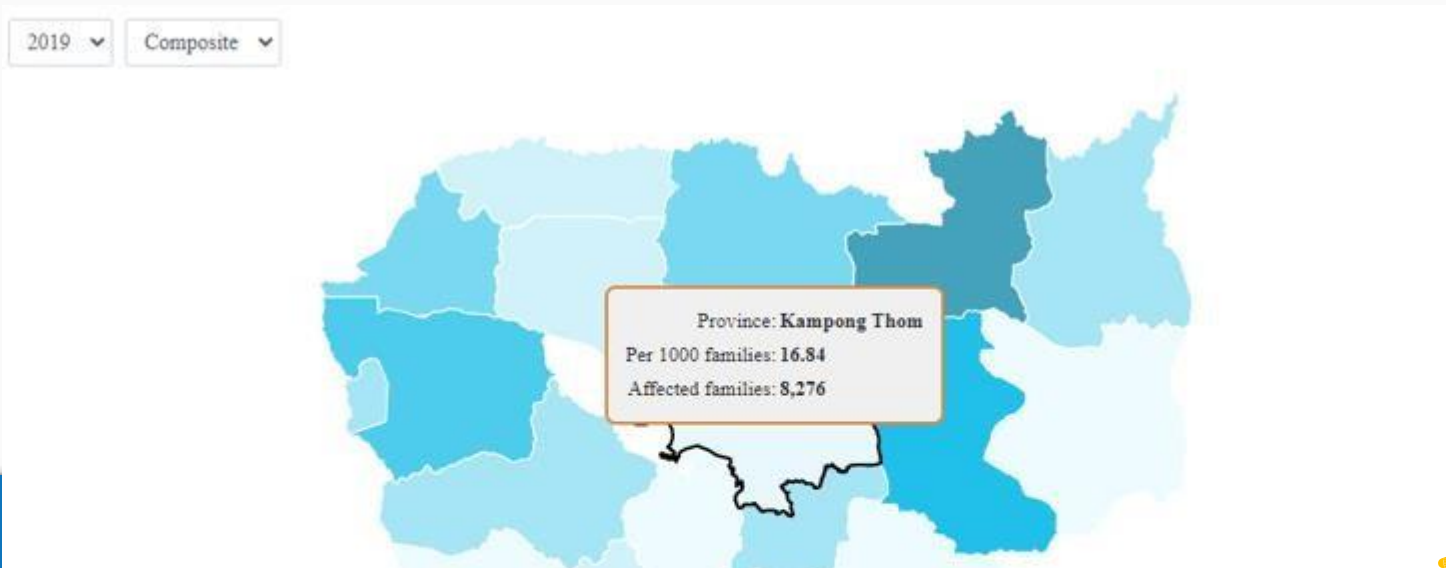 2019 Composite
Province: Kampong Thom
Per 1000 families: 16.84
Affected families: 8,276